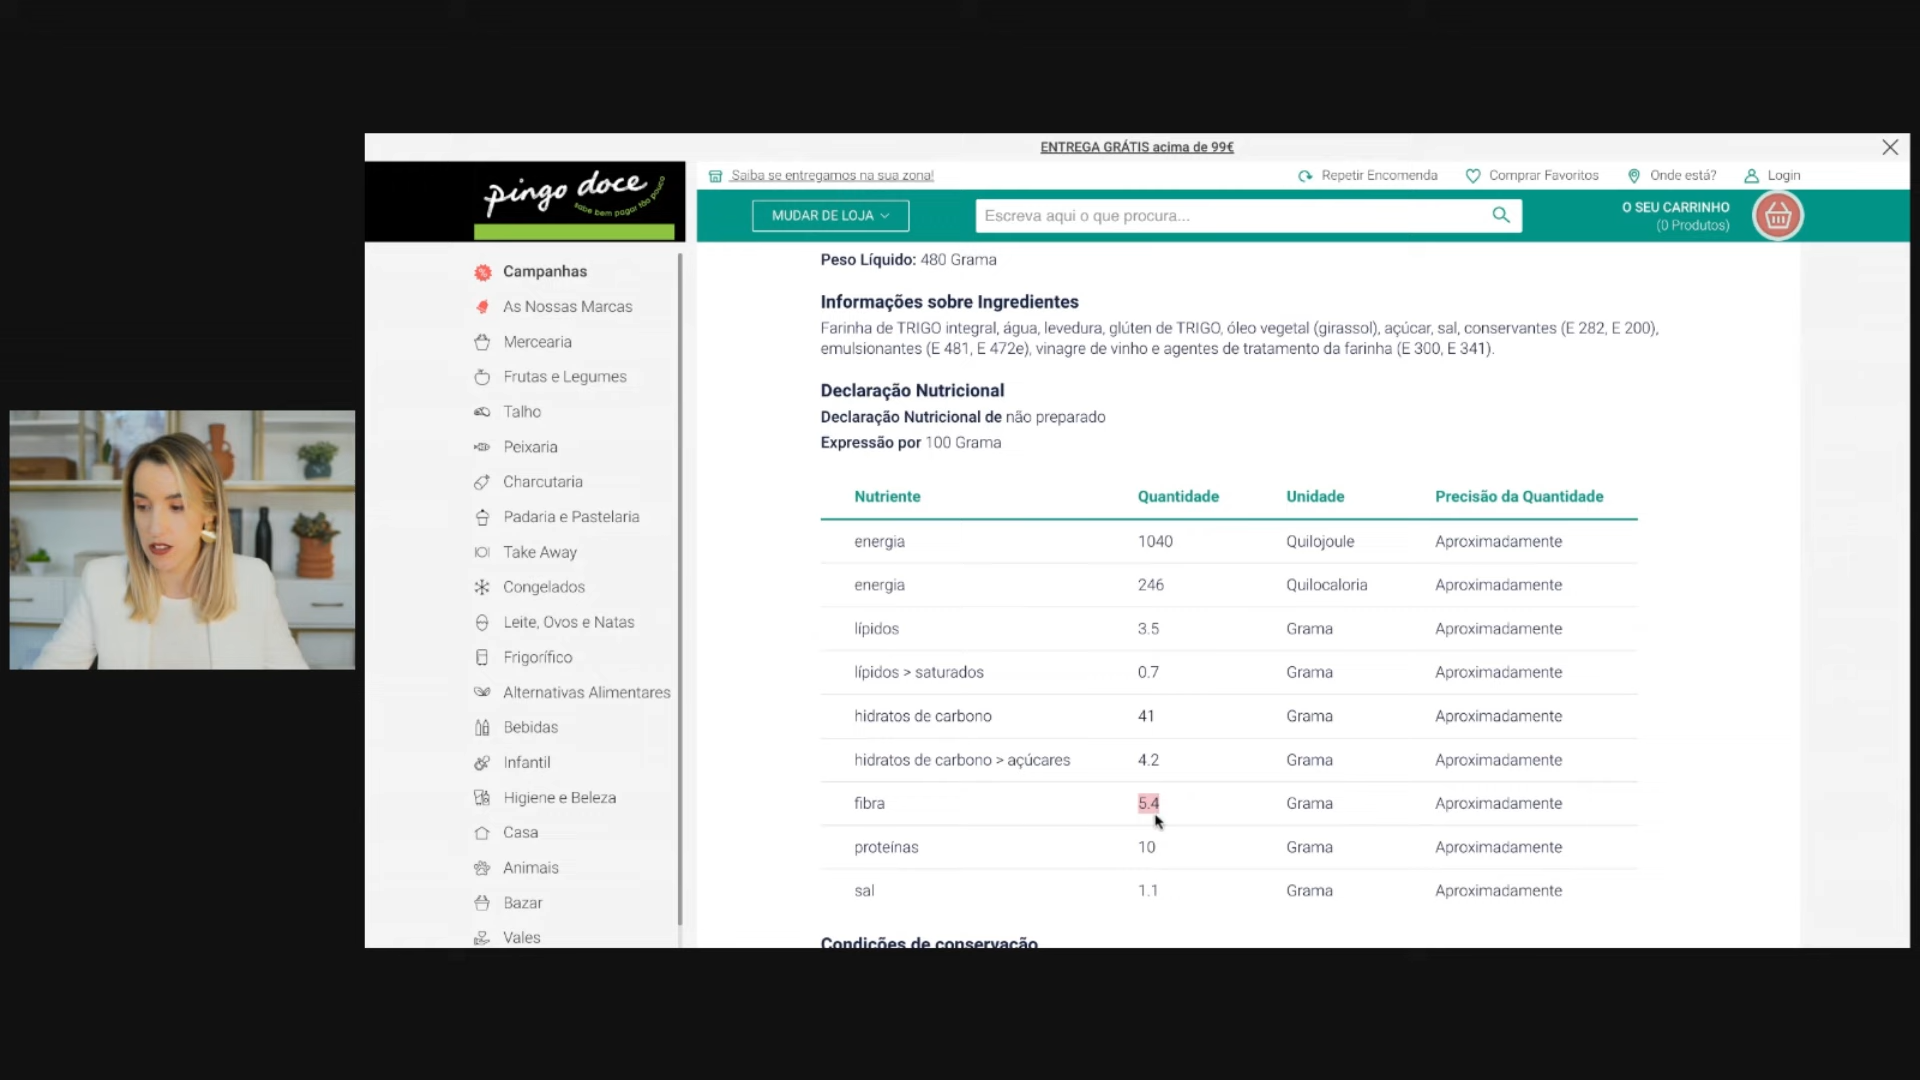 ENTREGA GRÁTIS acima de 99€
pingo doce
sabe bem pagar tão pouco
Saiba se entregamos na sua zona!
Repetir Encomenda
Comprar Favoritos
Onde está?
Login
MUDAR DE LOJA
Escreva aqui o que procura...
O SEU CARRINHO
(0 Produtos)
Campanhas
As Nossas Marcas
Mercearia
Frutas e Legumes
Talho
Peixaria
Charcutaria
Padaria e Pastelaria
Take Away
Congelados
Leite, Ovos e Natas
Frigorífico
Alternativas Alimentares
Bebidas
Infantil
Higiene e Beleza
Casa
Animais
Bazar
Vales
Peso Líquido: 480 Grama
Informações sobre Ingredientes
Farinha de TRIGO integral, água, levedura, glúten de TRIGO, óleo vegetal (girassol), açúcar, sal, conservantes (E 282, E 200),
emulsionantes (E 481, E 472e), vinagre de vinho e agentes de tratamento da farinha (E 300, E 341).
Declaração Nutricional
Declaração Nutricional de não preparado
Expressão por 100 Grama
Nutriente Quantidade Unidade Precisão da Quantidade
energia 1040 Quilojoule Aproximadamente
energia 246 Quilocaloria Aproximadamente
lípidos 3.5 Grama Aproximadamente
lípidos > saturados 0.7 Grama Aproximadamente
hidratos de carbono 41 Grama Aproximadamente
hidratos de carbono > açúcares 4.2 Grama Aproximadamente
fibra 5.4 Grama Aproximadamente
proteínas 10 Grama Aproximadamente
sal 1.1 Grama Aproximadamente
Condições de conservação